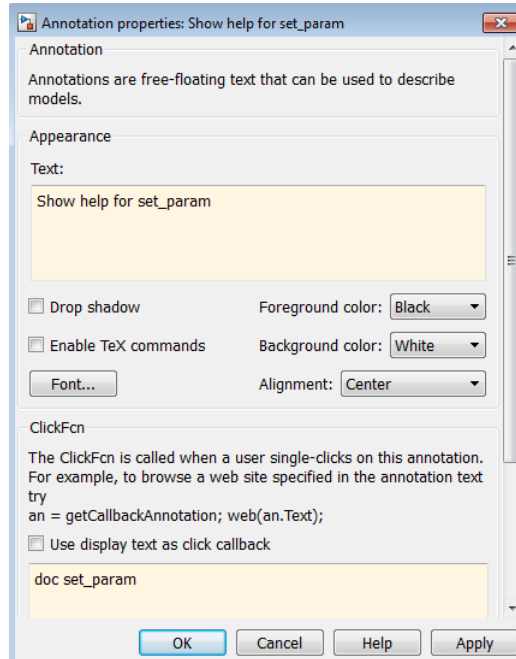 Annotation properties: Show help for set_param
Annotation
Annotations are free-floating text that can be used to describe
models.
Appearance
Text:
Show help for set_param
Drop shadow
Foreground color: Black
Enable TeX commands
Background color: White
Font...
Alignment: Center
ClickFcn
The ClickFcn is called when a user single-clicks on this annotation.
For example, to browse a web site specified in the annotation text
try
an = getCallbackAnnotation; web(an.Text);
Use display text as click callback
doc set_param
OK Cancel Help Apply